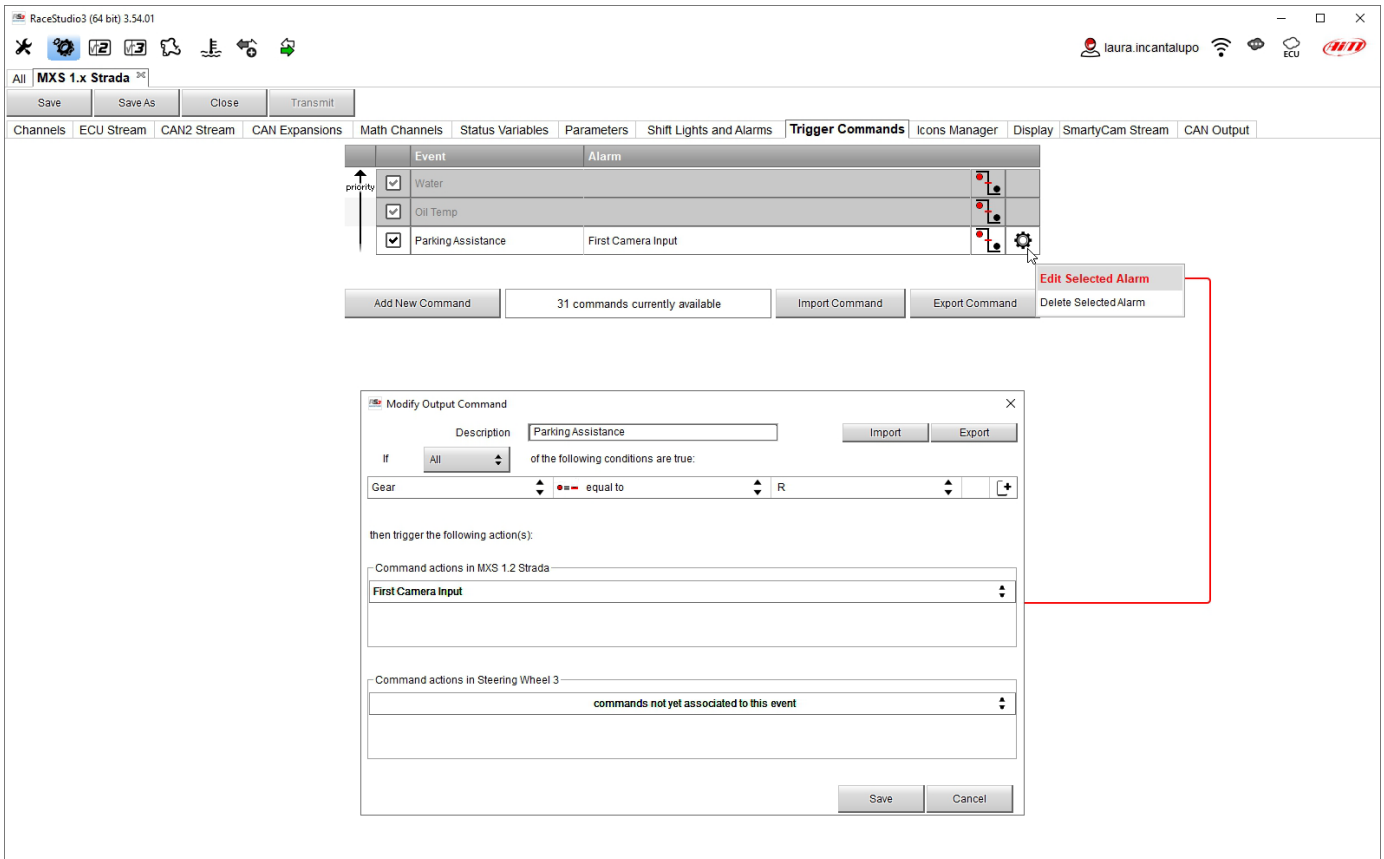 RaceStudio3 (64 bit) 3.54.01
laura.incantalupo
ECU
AiM
All MXS 1.x Strada
Save Save As Close Transmit
Channels ECU Stream CAN2 Stream CAN Expansions Math Channels Status Variables Parameters Shift Lights and Alarms Trigger Commands Icons Manager Display SmartyCam Stream CAN Output
Event Alarm
priority
Water
Oil Temp
Parking Assistance First Camera Input
Edit Selected Alarm
Delete Selected Alarm
Add New Command 31 commands currently available Import Command Export Command
Modify Output Command
Description Parking Assistance Import Export
If All of the following conditions are true:
Gear equal to R
then trigger the following action(s):
Command actions in MXS 1.2 Strada
First Camera Input
Command actions in Steering Wheel 3
commands not yet associated to this event
Save Cancel